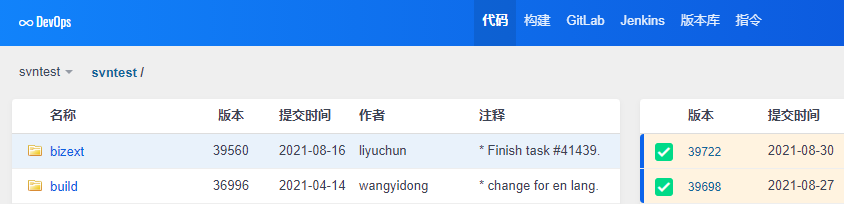 DevOps 代码 构建 GitLab Jenkins 版本库 指令
svntest svntest /
名称 版本 提交时间 作者 注释 版本 提交时间
bizext 39560 2021-08-16 liyuchun * Finish task #41439. 39722 2021-08-30
build 36996 2021-04-14 wangyidong * change for en lang. 39698 2021-08-27